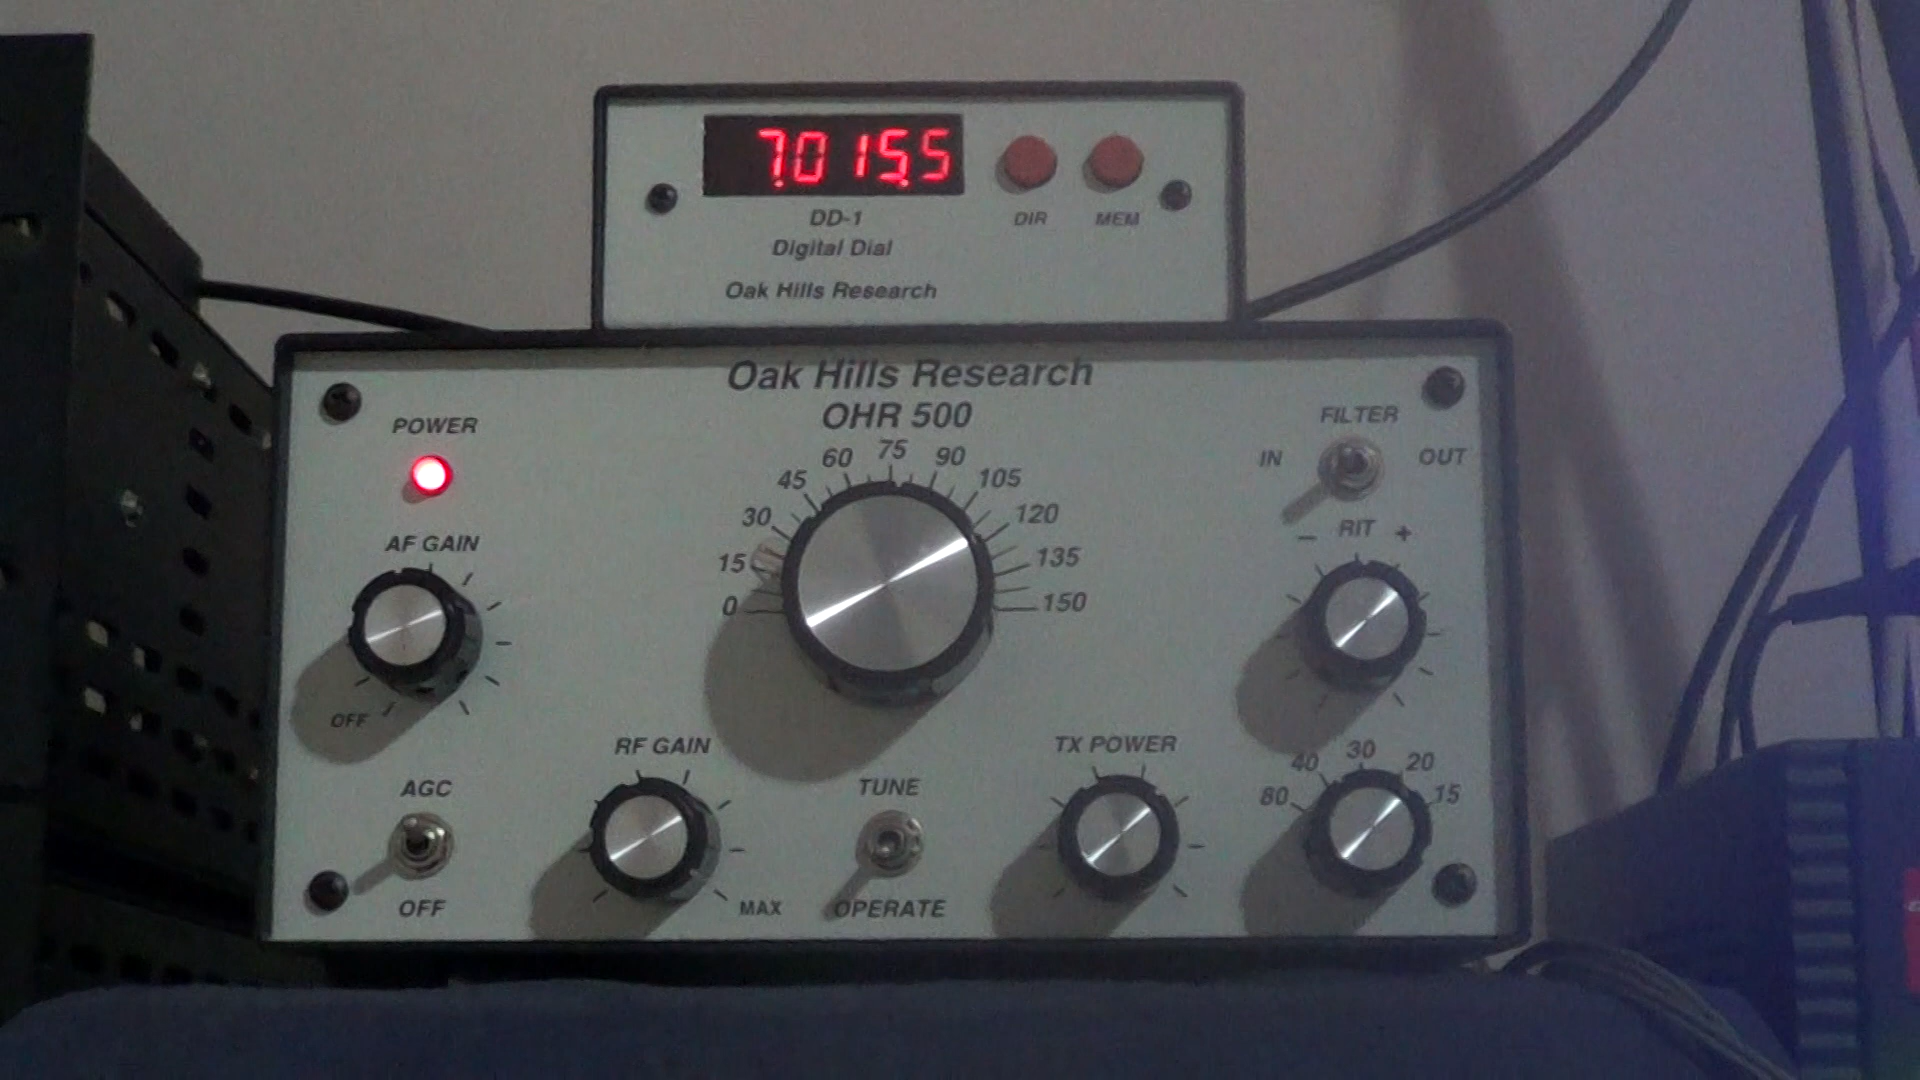 7.015.5
DIR
MEM
DD-1
Digital Dial
Oak Hills Research
Oak Hills Research
OHR 500
POWER
FILTER
IN
OUT
0
15
30
45
60
75
90
105
120
135
150
AF GAIN
OFF
- RIT +
RF GAIN
MAX
TX POWER
80
40
30
20
15
AGC
OFF
TUNE
OPERATE